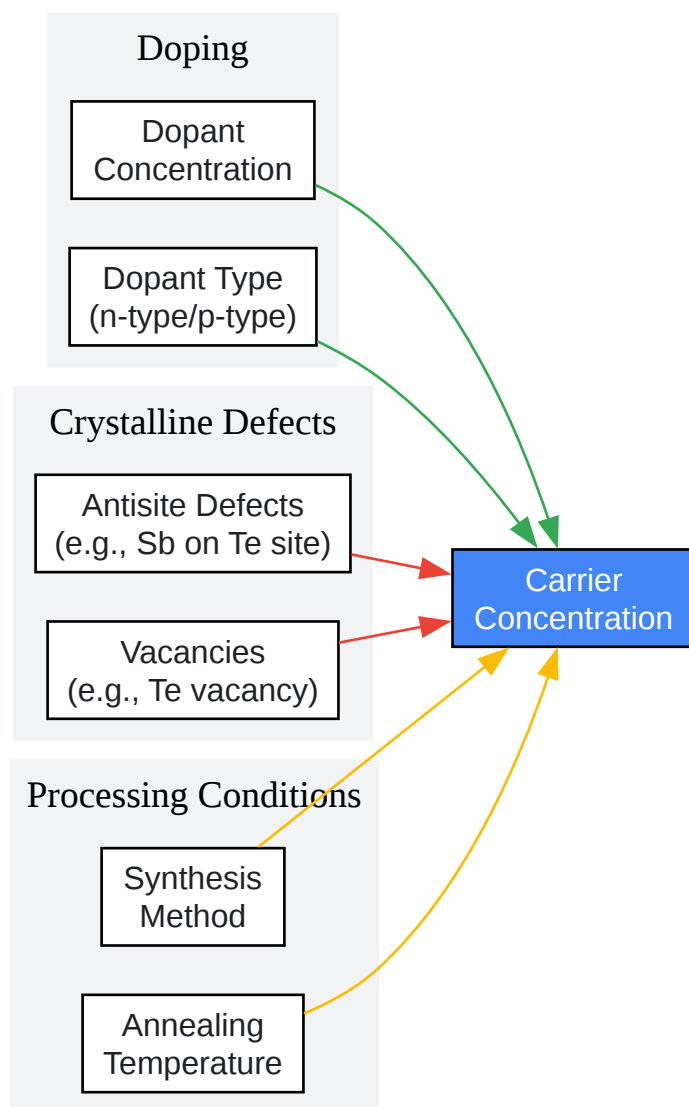 Doping
Dopant
Concentration
Dopant Type
(n-type/p-type)
Crystalline Defects
Antisite Defects
(e.g., Sb on Te site)
Vacancies
(e.g., Te vacancy)
Carrier
Concentration
Processing Conditions
Synthesis
Method
Annealing
Temperature